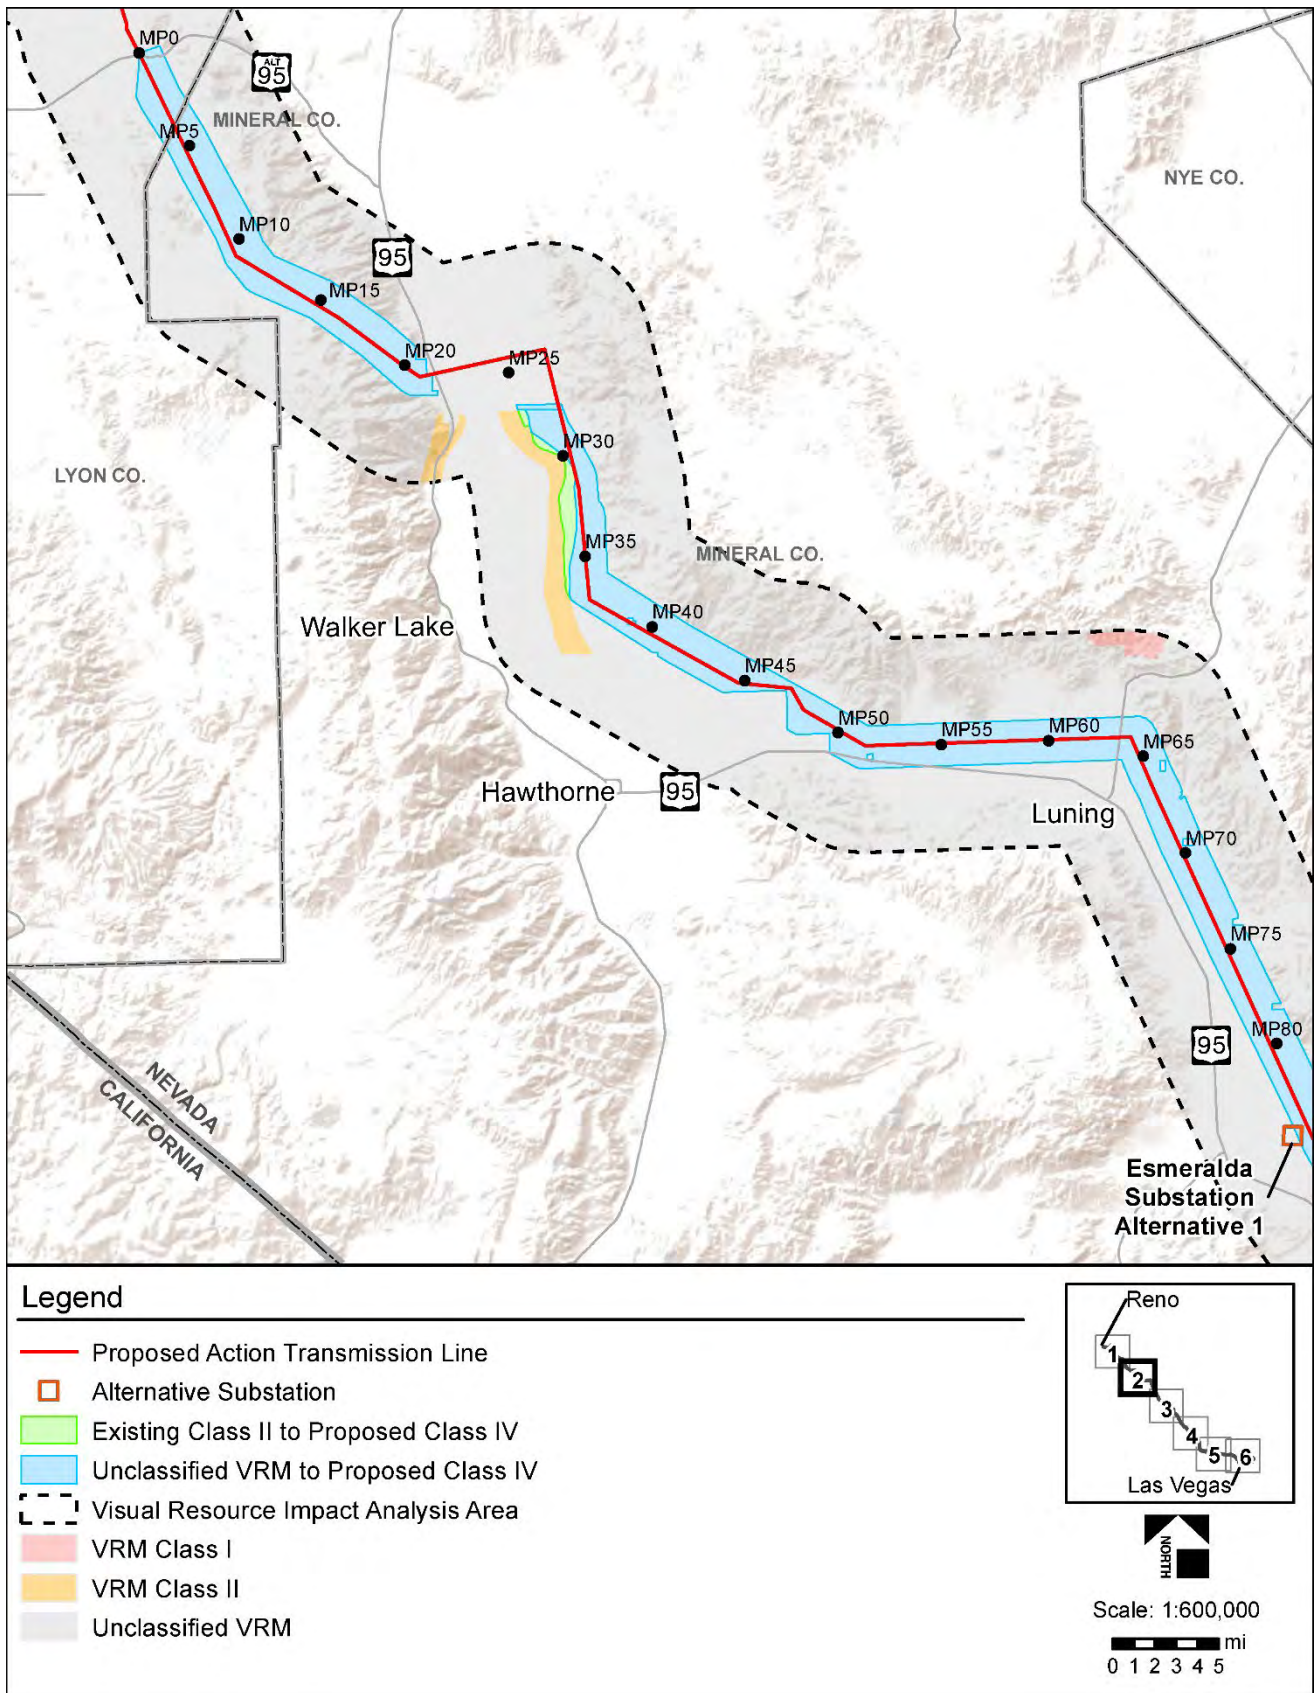 MP0
ALT
95
MINERAL CO.
MP5
NYE CO.
MP10
95
MP15
MP20
MP25
MP30
LYON CO.
MP35
MINERAL CO.
Walker Lake
MP40
MP45
MP50
MP55
MP60
MP65
Hawthorne
95
Luning
MP70
MP75
MP80
95
NEVADA
CALIFORNIA
Esmeralda
Substation
Alternative 1
Legend
Proposed Action Transmission Line
Alternative Substation
Existing Class II to Proposed Class IV
Unclassified VRM to Proposed Class IV
Visual Resource Impact Analysis Area
VRM Class I
VRM Class II
Unclassified VRM
Reno
1
2
3
4
5
6
Las Vegas
NORTH
Scale: 1:600,000
mi
0 1 2 3 4 5